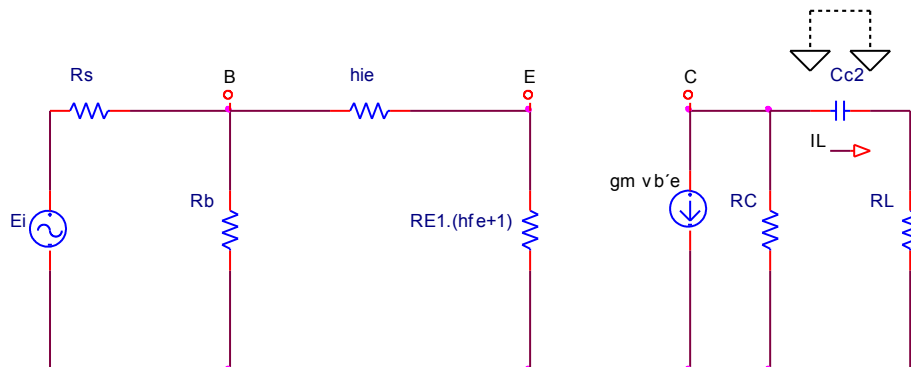 Rs
B
hie
E
C
Cc2
IL
gm vb´e
Ei
Rb
RE1.(hfe+1)
RC
RL